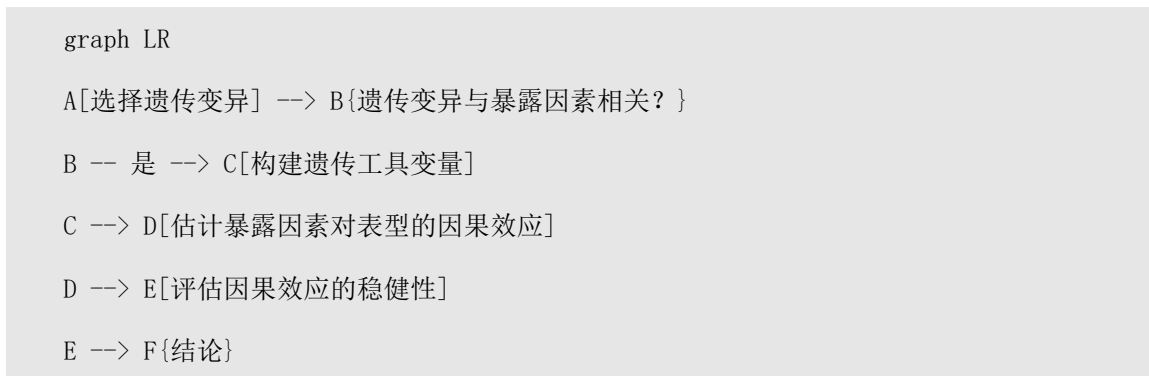 graph LR
A[选择遗传变异] --> B{遗传变异与暴露因素相关？}
B -- 是 --> C[构建遗传工具变量]
C --> D[估计暴露因素对表型的因果效应]
D --> E[评估因果效应的稳健性]
E --> F{结论}